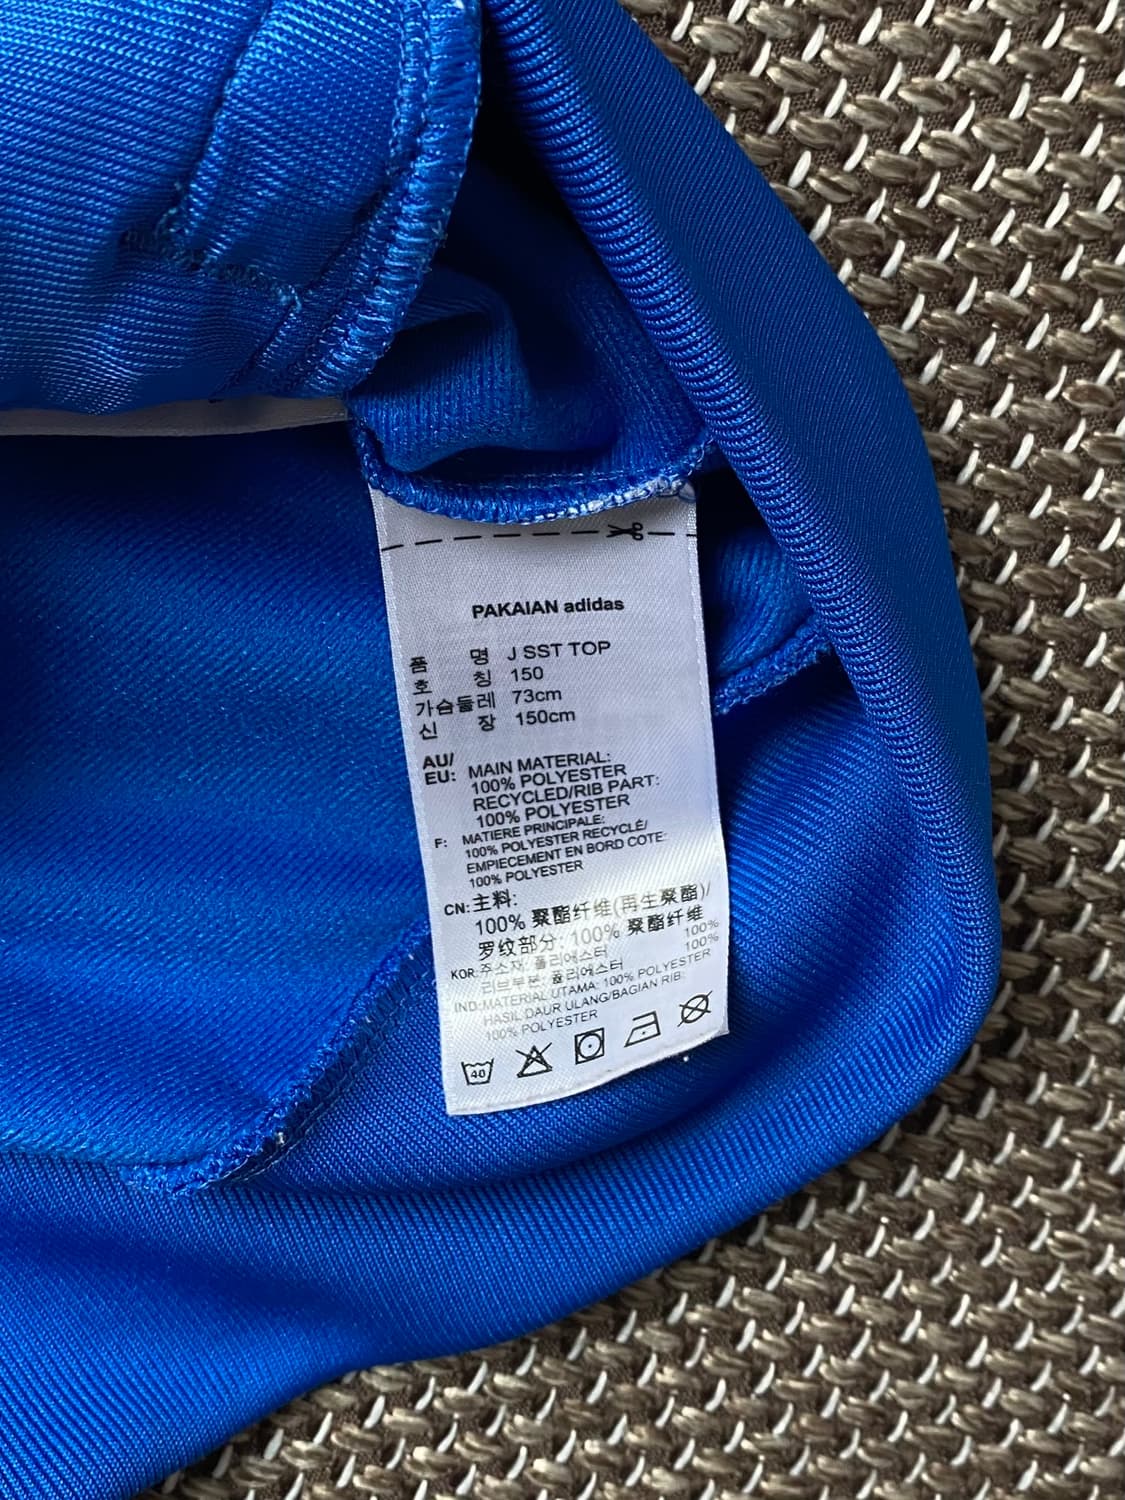 PAKAIAN adidas
품 명 J SST TOP
호 칭 150
가슴둘레 73cm
신 장 150cm
AU/
EU: MAIN MATERIAL:
100% POLYESTER
RECYCLED/RIB PART:
100% POLYESTER
F: MATIERE PRINCIPALE:
100% POLYESTER RECYCLÉ/
EMPIECEMENT EN BORD COTE:
100% POLYESTER
CN:主料:
100% 聚酯纤维(再生聚酯)/
罗纹部分: 100% 聚酯纤维
KOR:주소재: 폴리에스터 100%
리브부분: 폴리에스터 100%
IND:MATERIAL UTAMA: 100% POLYESTER
HASIL DAUR ULANG/BAGIAN RIB:
100% POLYESTER
40